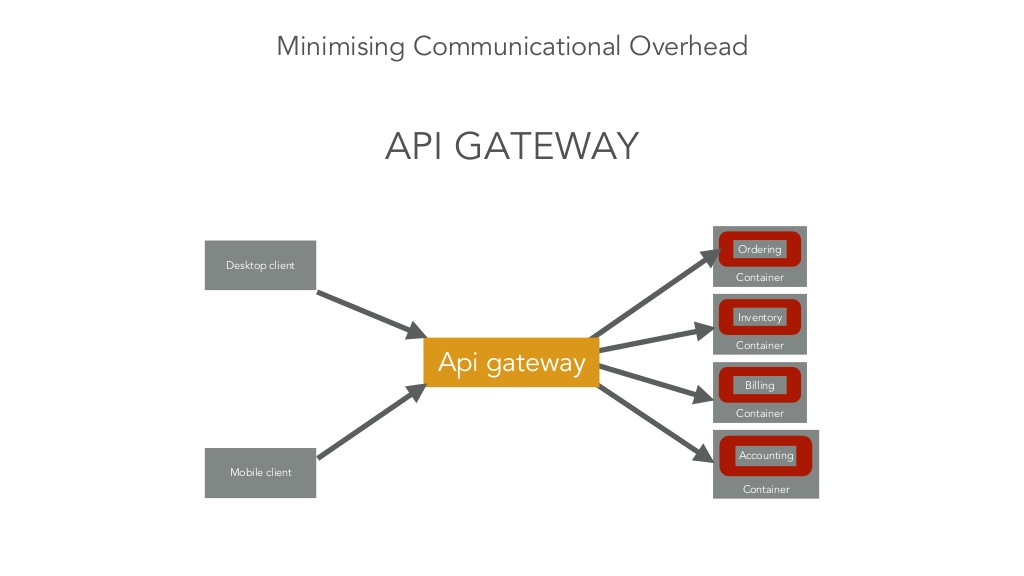 Minimising Communicational Overhead
API GATEWAY
Desktop client
Mobile client
Api gateway
Ordering
Container
Inventory
Container
Billing
Container
Accounting
Container